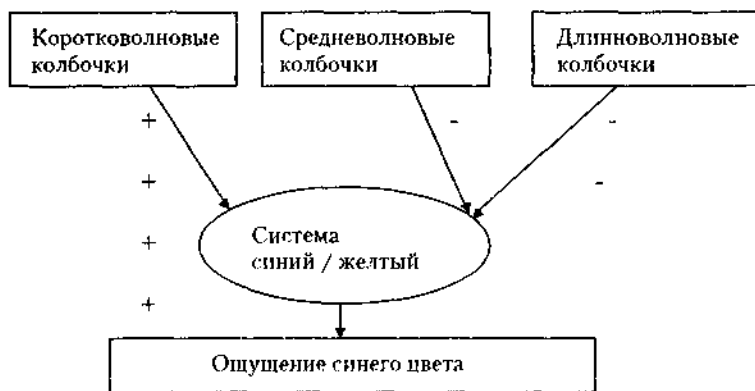 Коротковолновые
колбочки
Средневолновые
колбочки
Длинноволновые
колбочки
+ - -
+ -
+
+
Система
синий / желтый
Ощущение синего цвета